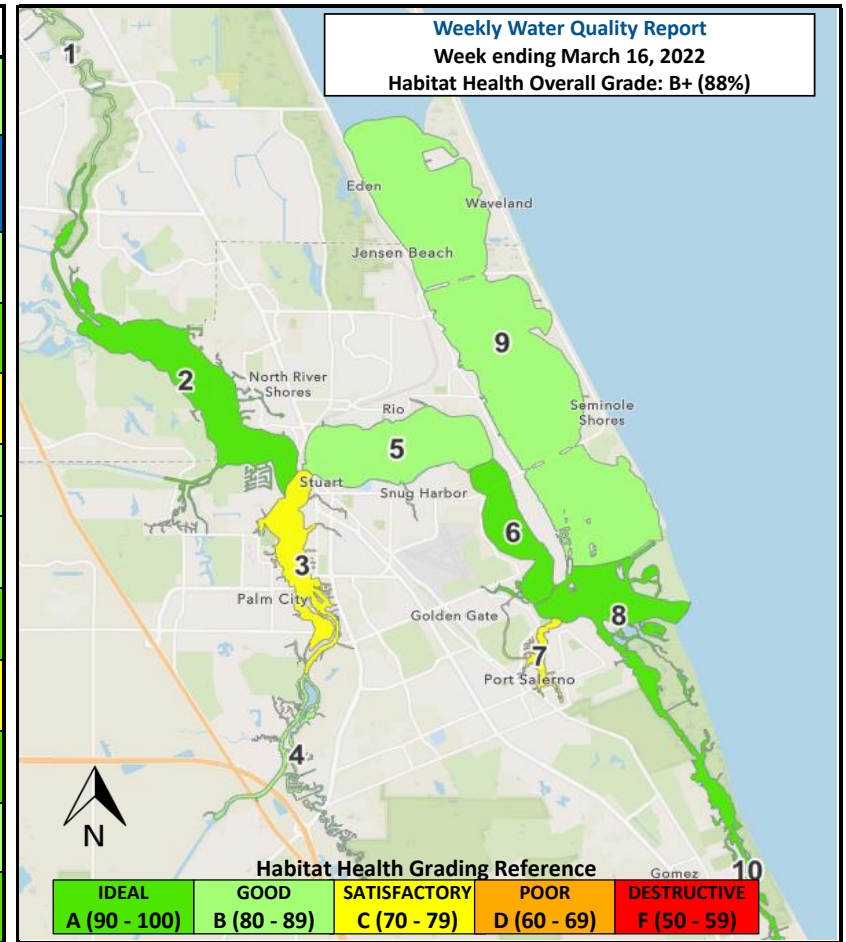 Weekly Water Quality Report
Week ending March 16, 2022
Habitat Health Overall Grade: B+ (88%)
1
Eden
Waveland
Jensen Beach
9
2
North River
Shores
Rio
Seminole
Shores
5
Stuart
Snug Harbor
6
3
Palm City
Golden Gate
8
7
Port Salerno
4
N
Habitat Health Grading Reference
Gomez
10
IDEAL GOOD SATISFACTORY POOR DESTRUCTIVE
A (90 - 100) B (80 - 89) C (70 - 79) D (60 - 69) F (50 - 59)